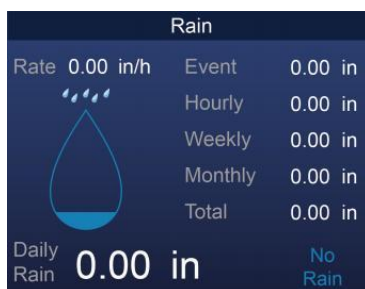 Rain
Rate 0.00 in/h
Event 0.00 in
Hourly 0.00 in
Weekly 0.00 in
Monthly 0.00 in
Total 0.00 in
Daily
Rain 0.00 in
No
Rain